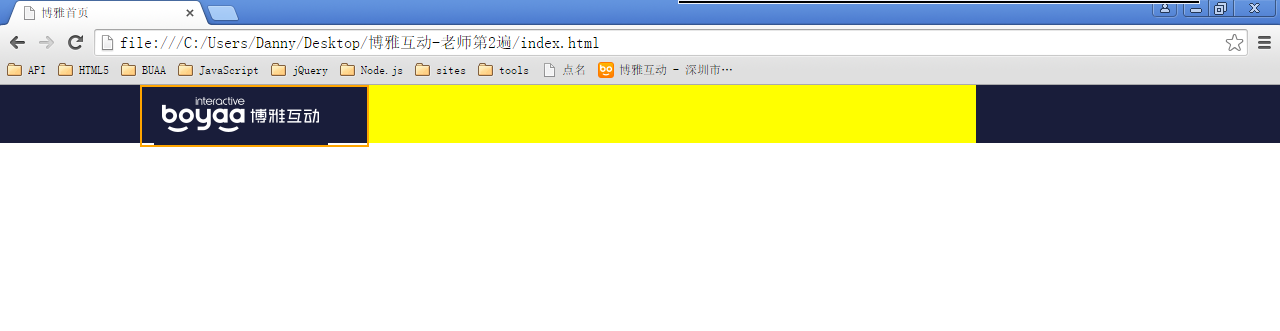 博雅首页
file:///C:/Users/Danny/Desktop/博雅互动-老师第2遍/index.html
API HTML5 BUAA JavaScript jQuery Node.js sites tools 点名 bo 博雅互动 - 深圳市…
interactive
boyaa 博雅互动